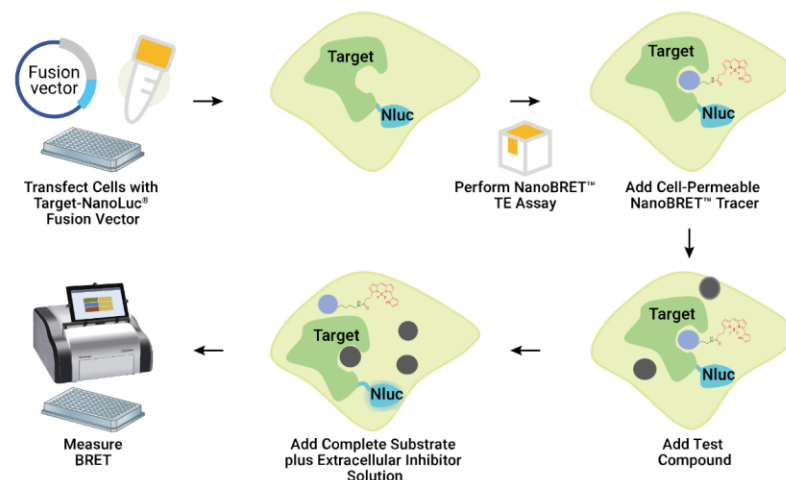 Fusion
vector
Transfect Cells with
Target-NanoLuc®
Fusion Vector
Target
Nluc
Perform NanoBRET™
TE Assay
Target
Nluc
Add Cell-Permeable
NanoBRET™ Tracer
Target
Nluc
Add Test
Compound
Target
Nluc
Add Complete Substrate
plus Extracellular Inhibitor
Solution
Measure
BRET